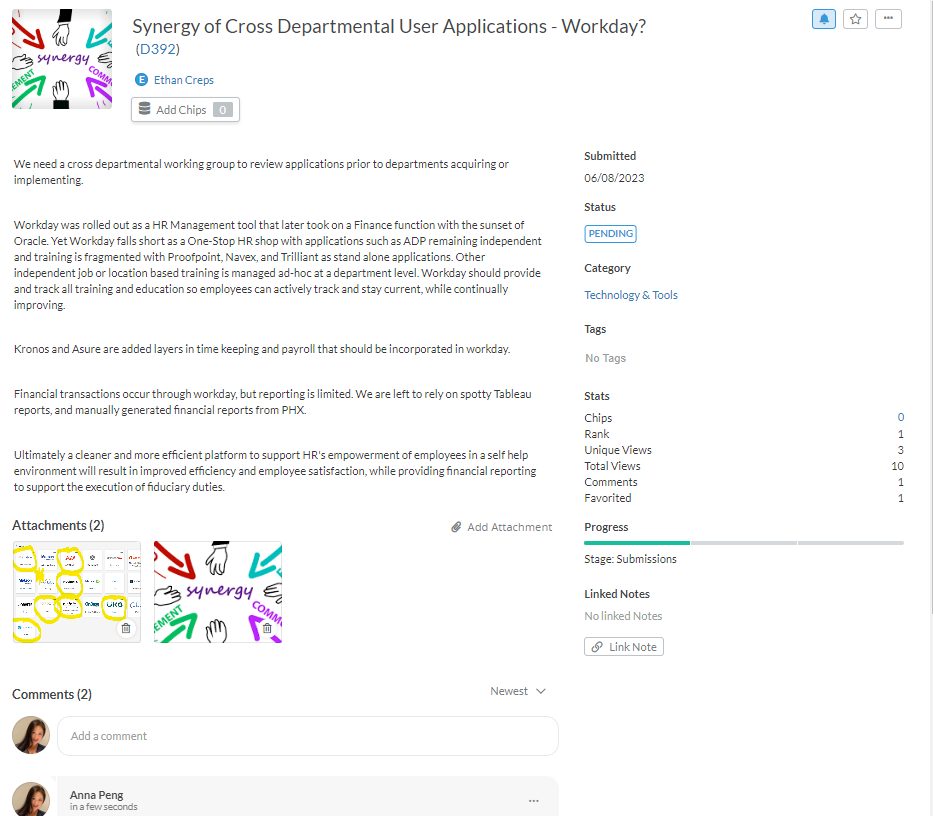 Synergy of Cross Departmental User Applications - Workday?
(D392)
E Ethan Creps
Add Chips 0
synergy
We need a cross departmental working group to review applications prior to departments acquiring or
implementing.
Workday was rolled out as a HR Management tool that later took on a Finance function with the sunset of
Oracle. Yet Workday falls short as a One-Stop HR shop with applications such as ADP remaining independent
and training is fragmented with Proofpoint, Navex, and Trilliant as stand alone applications. Other
independent job or location based training is managed ad-hoc at a department level. Workday should provide
and track all training and education so employees can actively track and stay current, while continually
improving.
Kronos and Asure are added layers in time keeping and payroll that should be incorporated in workday.
Financial transactions occur through workday, but reporting is limited. We are left to rely on spotty Tableau
reports, and manually generated financial reports from PHX.
Ultimately a cleaner and more efficient platform to support HR's empowerment of employees in a self help
environment will result in improved efficiency and employee satisfaction, while providing financial reporting
to support the execution of fiduciary duties.
Attachments (2)
Add Attachment
synergy
EMENT
COMM
Comments (2)
Newest
Add a comment
Anna Peng
in a few seconds
Submitted
06/08/2023
Status
PENDING
Category
Technology & Tools
Tags
No Tags
Stats
Chips 0
Rank 1
Unique Views 3
Total Views 10
Comments 1
Favorited 1
Progress
Stage: Submissions
Linked Notes
No linked Notes
Link Note